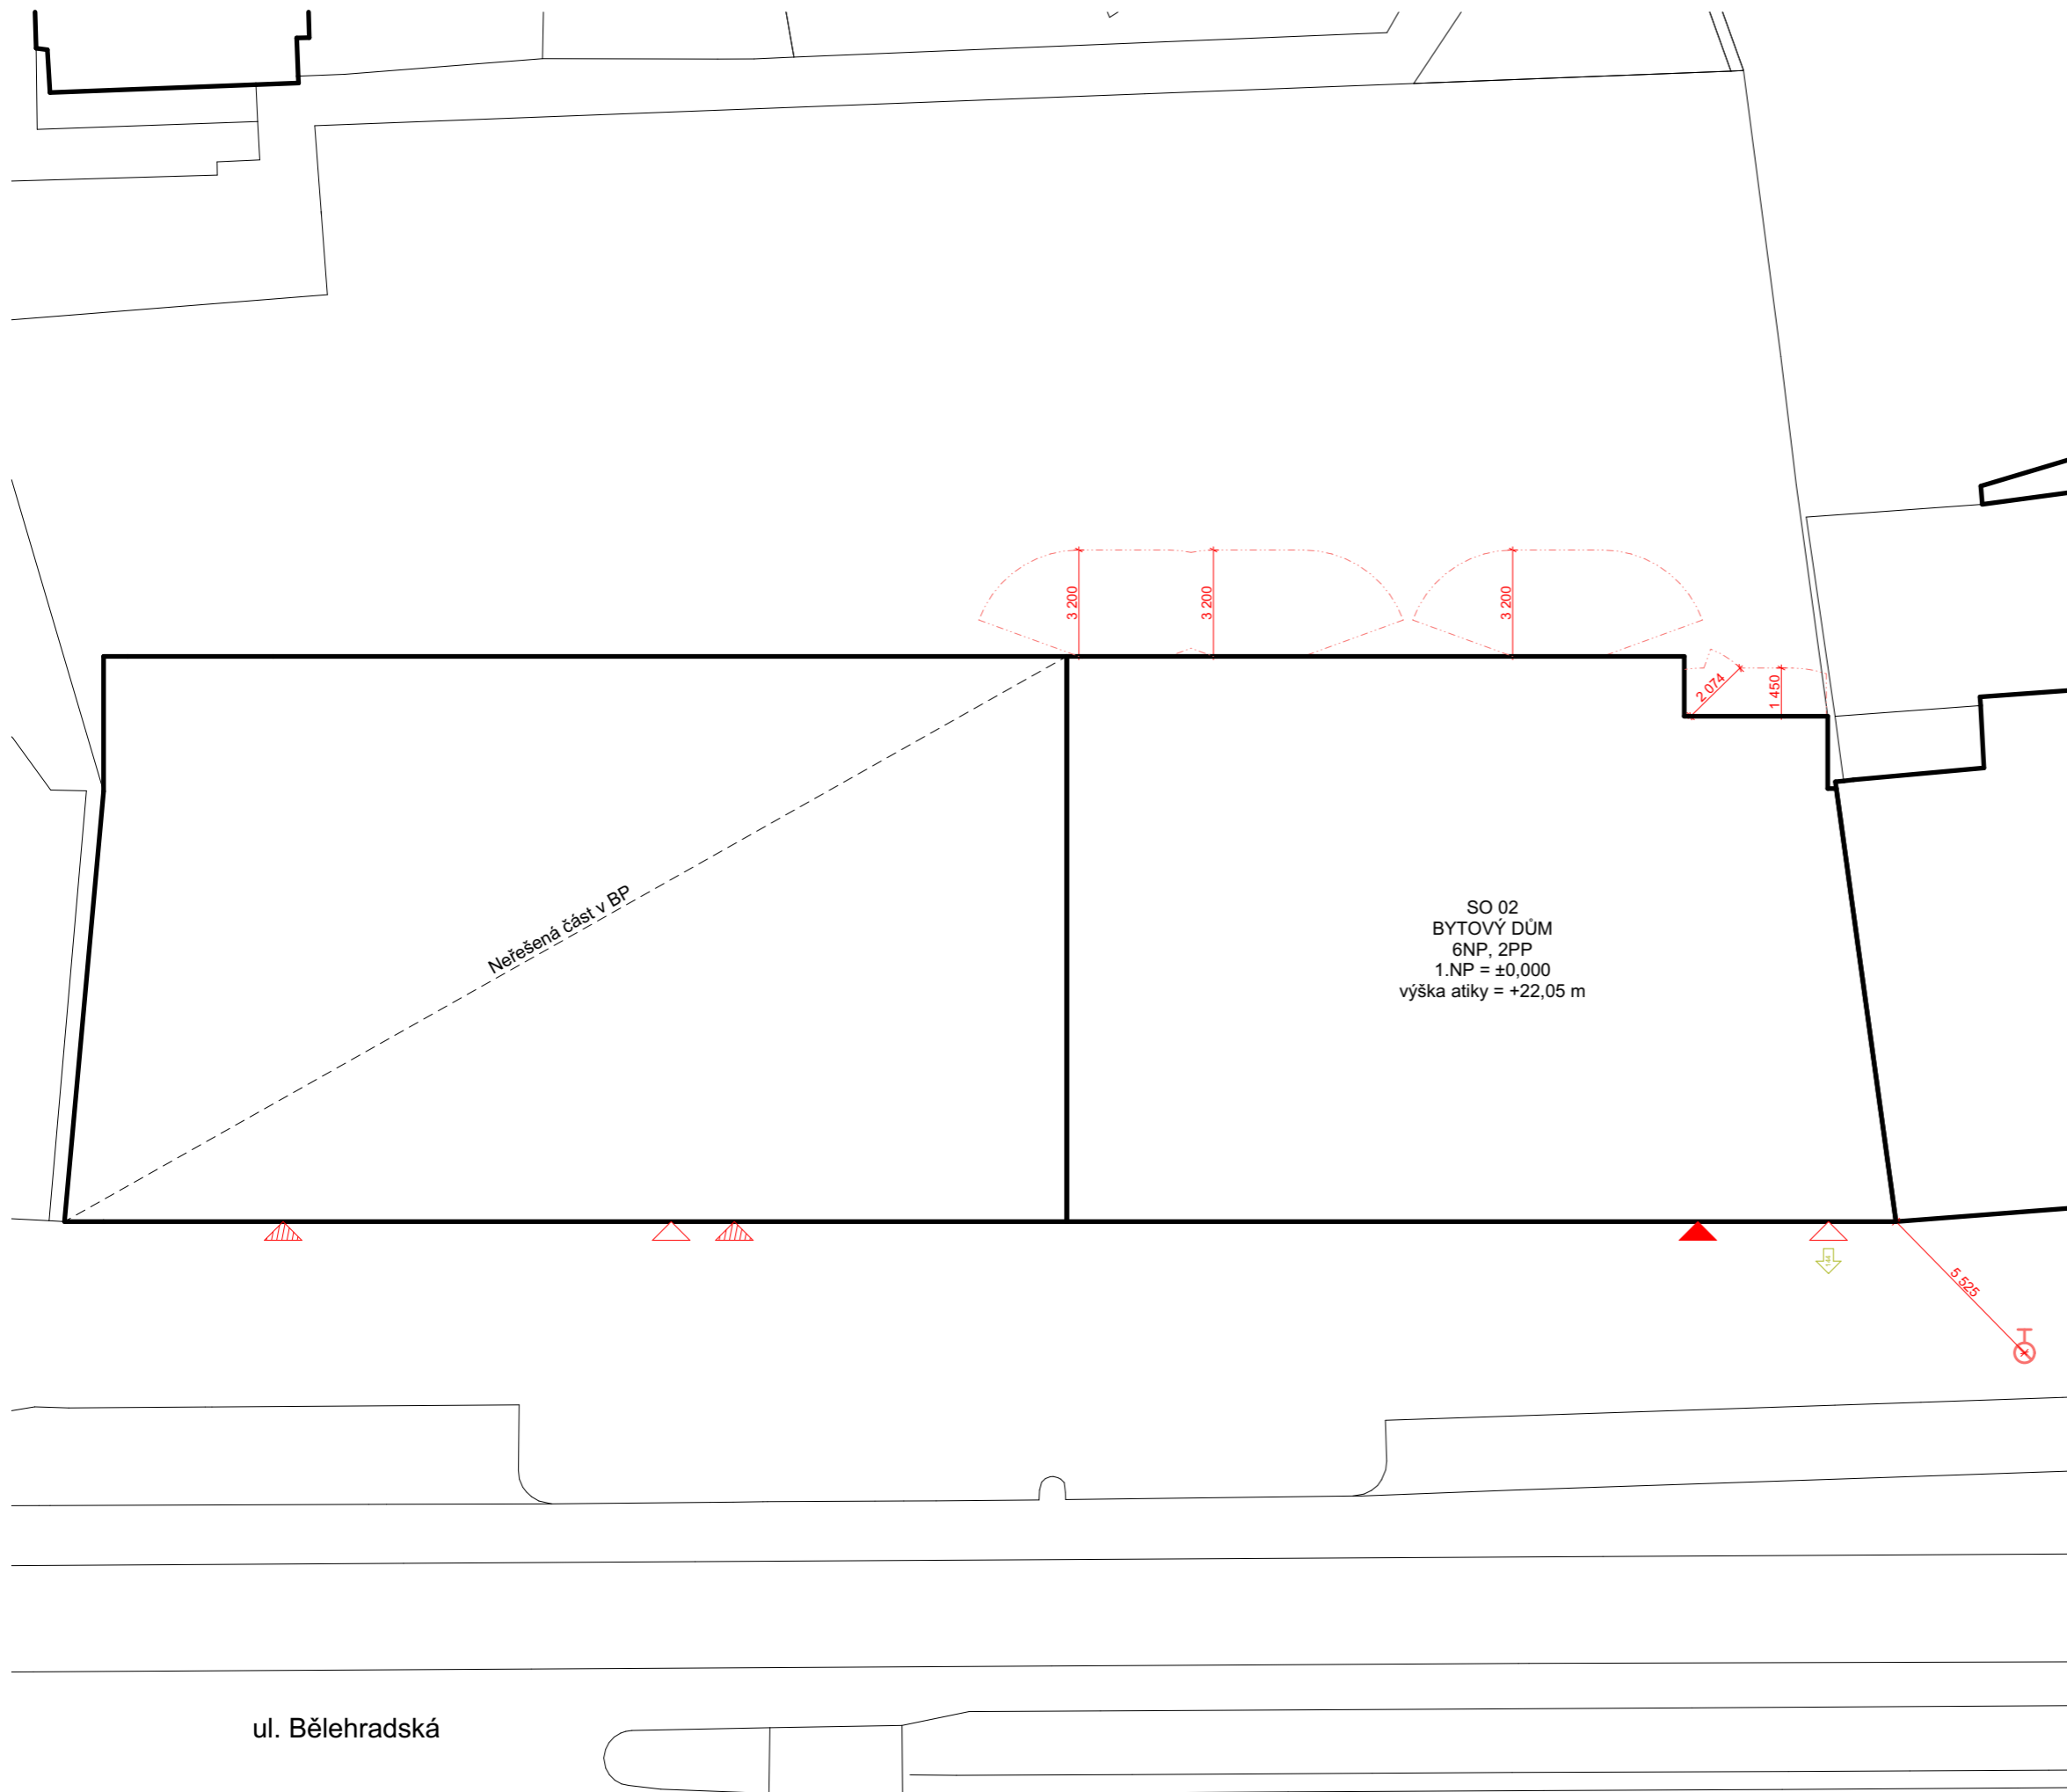 3 200
3 200
3 200
2 074
1 450
Neřešená část v BP
SO 02
BYTOVÝ DŮM
6NP, 2PP
1.NP = ±0,000
výška atiky = +22,05 m
144
5 525
ul. Bělehradská